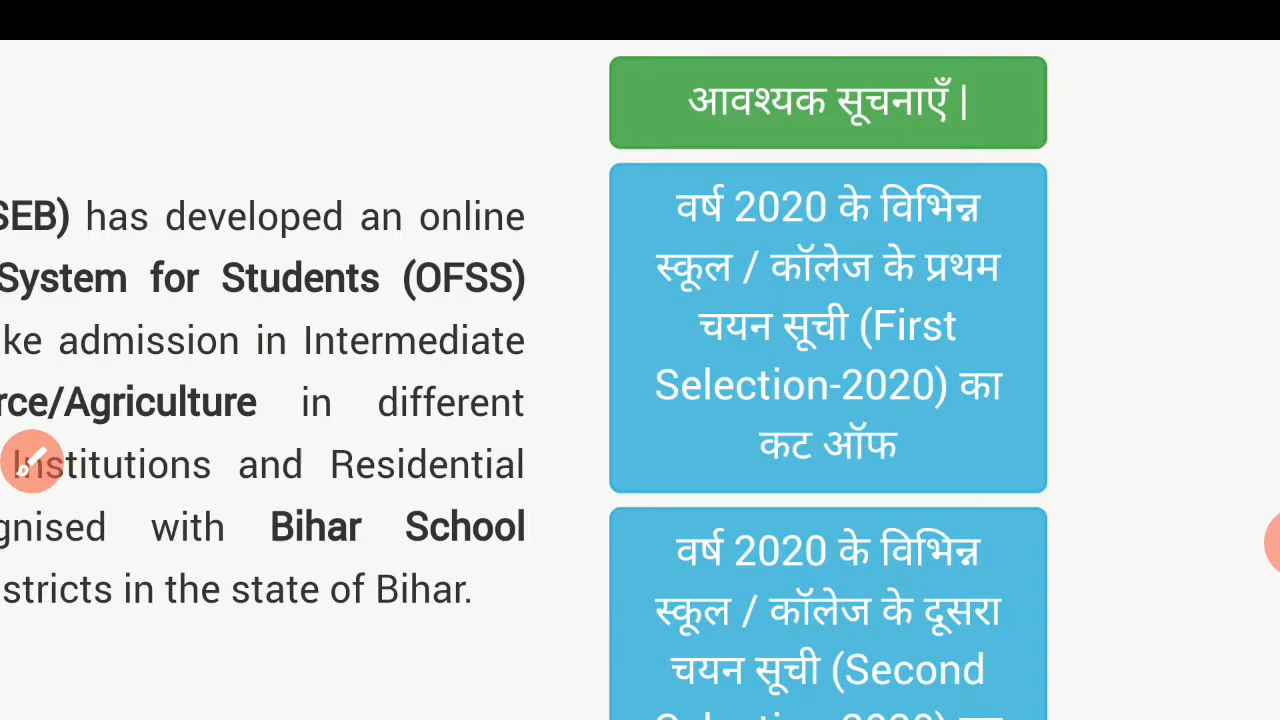 SEB) has developed an online
System for Students (OFSS)
ke admission in Intermediate
rce/Agriculture in different
Institutions and Residential
gnised with Bihar School
stricts in the state of Bihar.
आवश्यक सूचनाएँ |
वर्ष 2020 के विभिन्न
स्कूल / कॉलेज के प्रथम
चयन सूची (First
Selection-2020) का
कट ऑफ
वर्ष 2020 के विभिन्न
स्कूल / कॉलेज के दूसरा
चयन सूची (Second